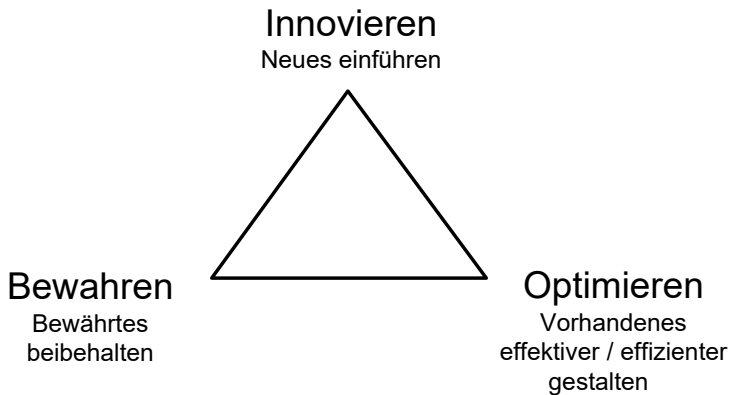 Innovieren
Neues einführen
Bewahren
Bewährtes
beibehalten
Optimieren
Vorhandenes
effektiver / effizienter
gestalten